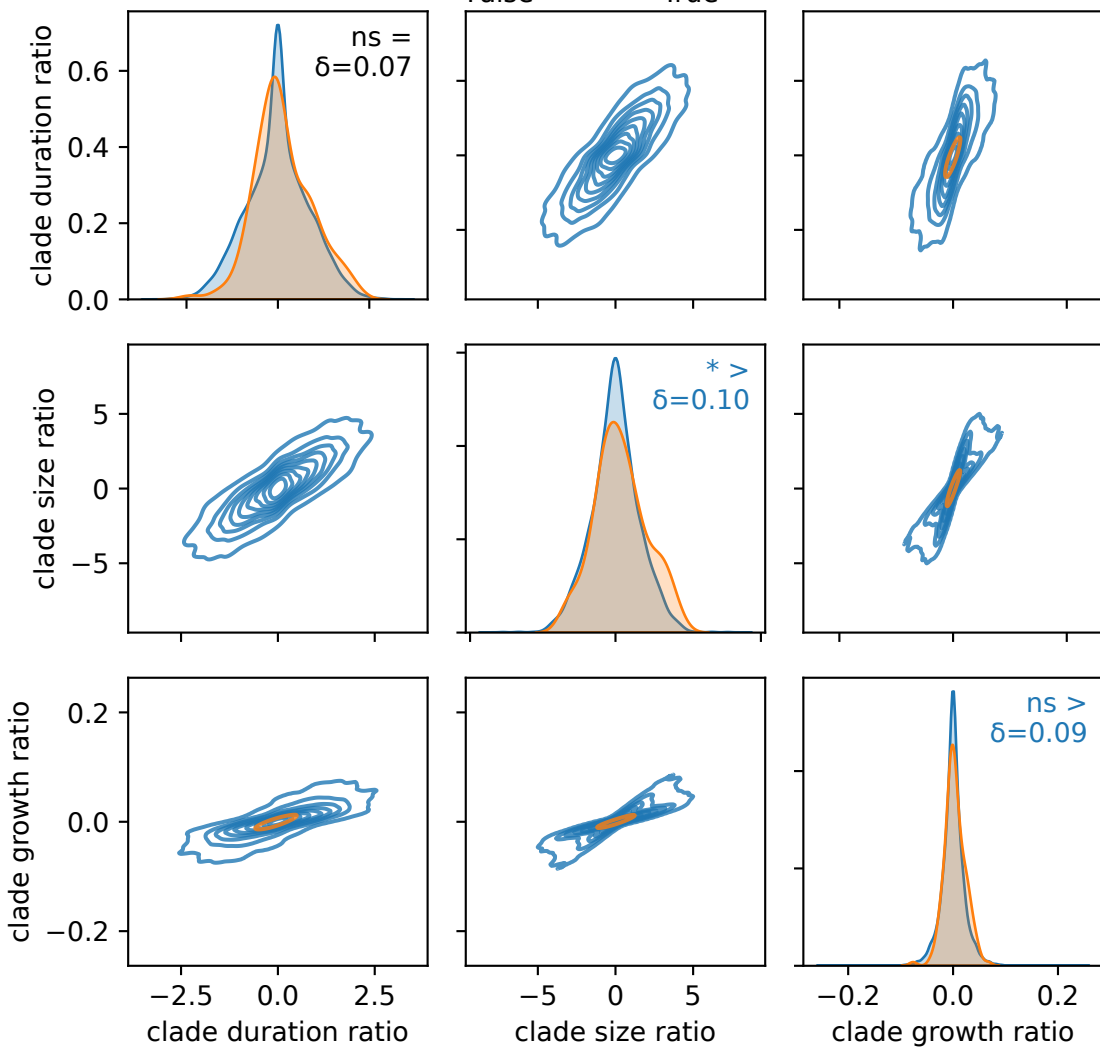 ns =
δ=0.07
clade duration ratio
0.6
0.4
0.2
0.0
* >
δ=0.10
clade size ratio
5
0
−5
ns >
δ=0.09
clade growth ratio
0.2
0.0
−0.2
−2.5 0.0 2.5
−5 0 5
−0.2 0.0 0.2
clade duration ratio
clade size ratio
clade growth ratio